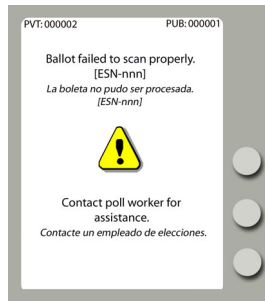 PVT: 000002 PUB: 000001
Ballot failed to scan properly.
[ESN-nnn]
La boleta no pudo ser procesada.
[ESN-nnn]
Contact poll worker for
assistance.
Contacte un empleado de elecciones.